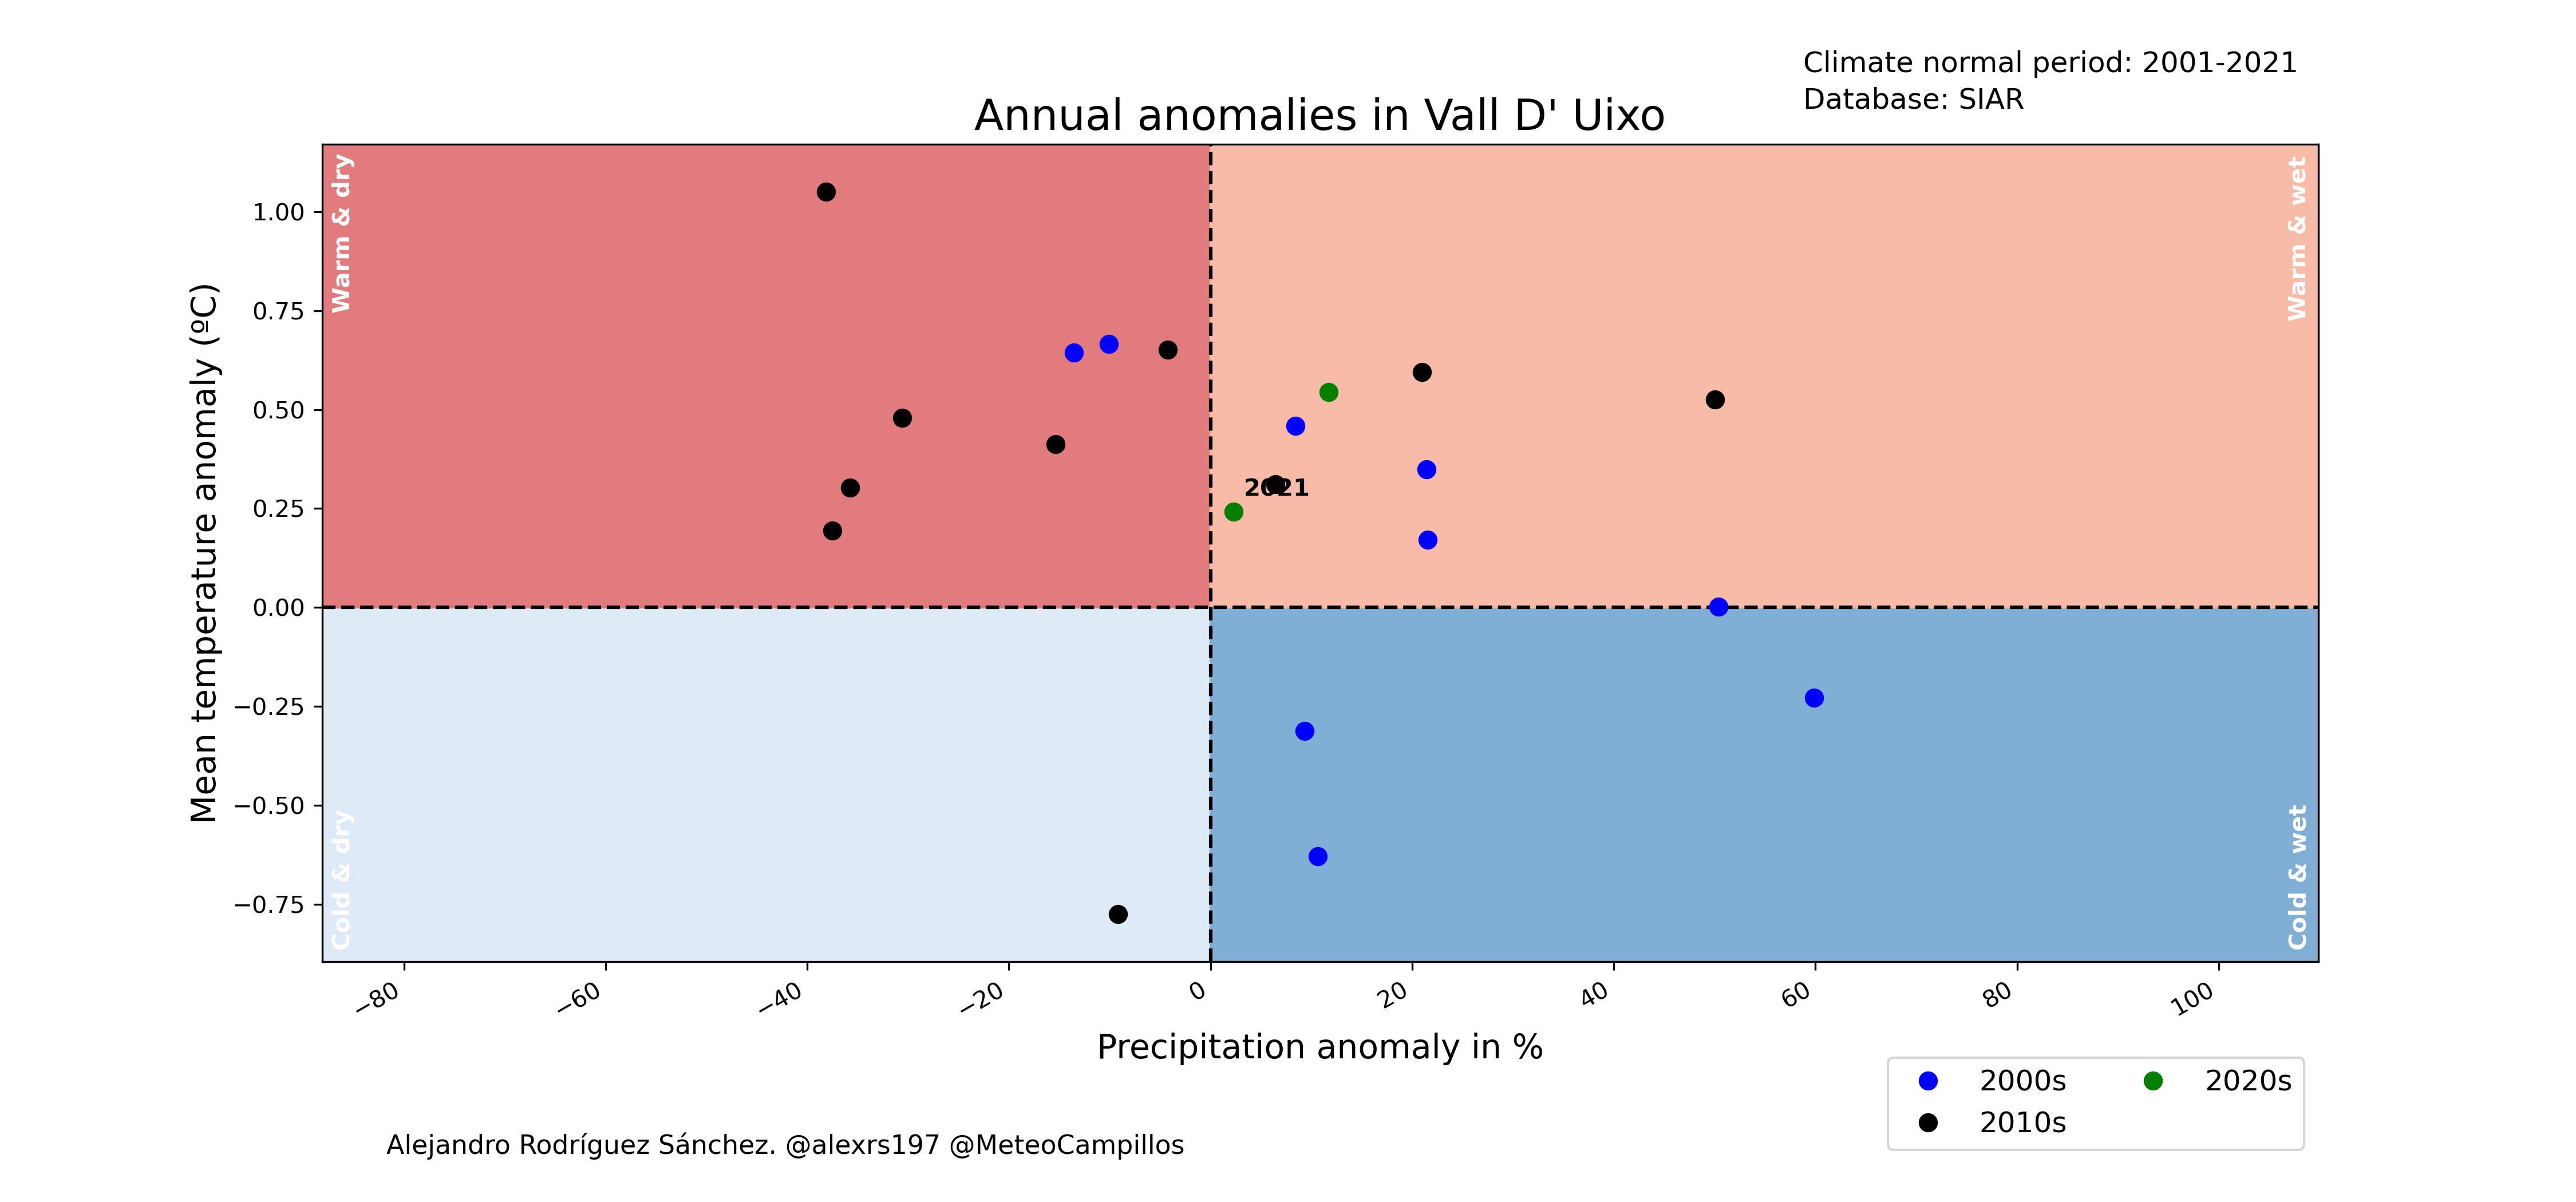 Climate normal period: 2001-2021
Database: SIAR
Annual anomalies in Vall D' Uixo
Warm & dry
Warm & wet
Mean temperature anomaly (ºC)
1.00
0.75
0.50
0.25
0.00
−0.25
−0.50
−0.75
2021
Cold & dry
Cold & wet
−80
−60
−40
−20
0
20
40
60
80
100
Precipitation anomaly in %
2000s
2020s
2010s
Alejandro Rodríguez Sánchez. @alexrs197 @MeteoCampillos